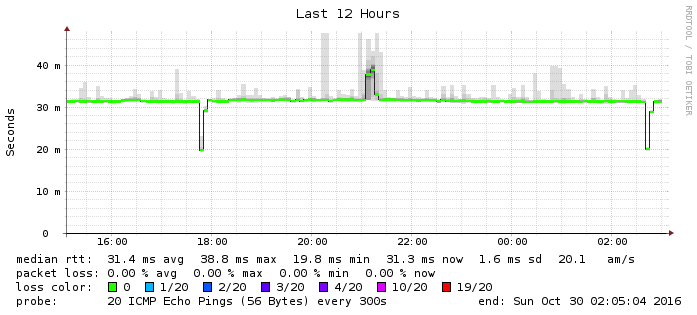 Last 12 Hours
RRDTOOL / TOBI OETIKER
Seconds
40 m
30 m
20 m
10 m
0
16:00 18:00 20:00 22:00 00:00 02:00
median rtt: 31.4 ms avg 38.8 ms max 19.8 ms min 31.3 ms now 1.6 ms sd 20.1 am/s
packet loss: 0.00 % avg 0.00 % max 0.00 % min 0.00 % now
loss color: 0 1/20 2/20 3/20 4/20 10/20 19/20
probe: 20 ICMP Echo Pings (56 Bytes) every 300s end: Sun Oct 30 02:05:04 2016